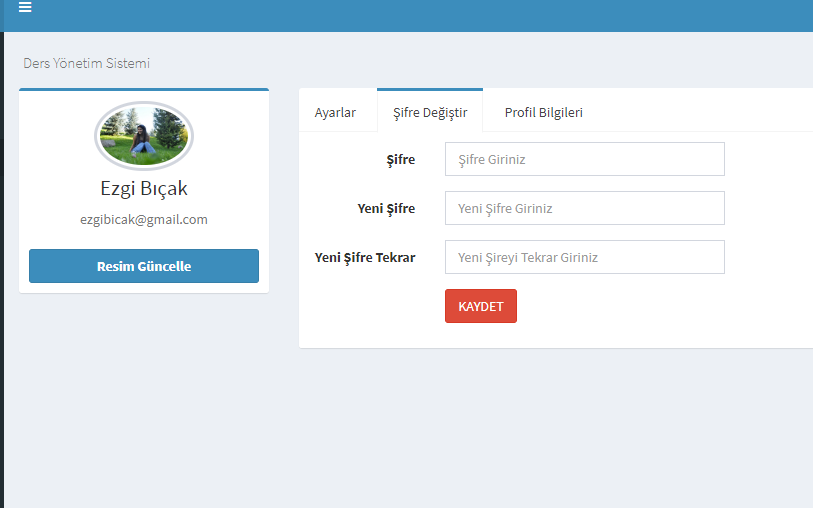 Ders Yönetim Sistemi
Ezgi Bıçak
ezgibicak@gmail.com
Resim Güncelle
Ayarlar
Şifre Değiştir
Profil Bilgileri
Şifre
Şifre Giriniz
Yeni Şifre
Yeni Şifre Giriniz
Yeni Şifre Tekrar
Yeni Şireyi Tekrar Giriniz
KAYDET